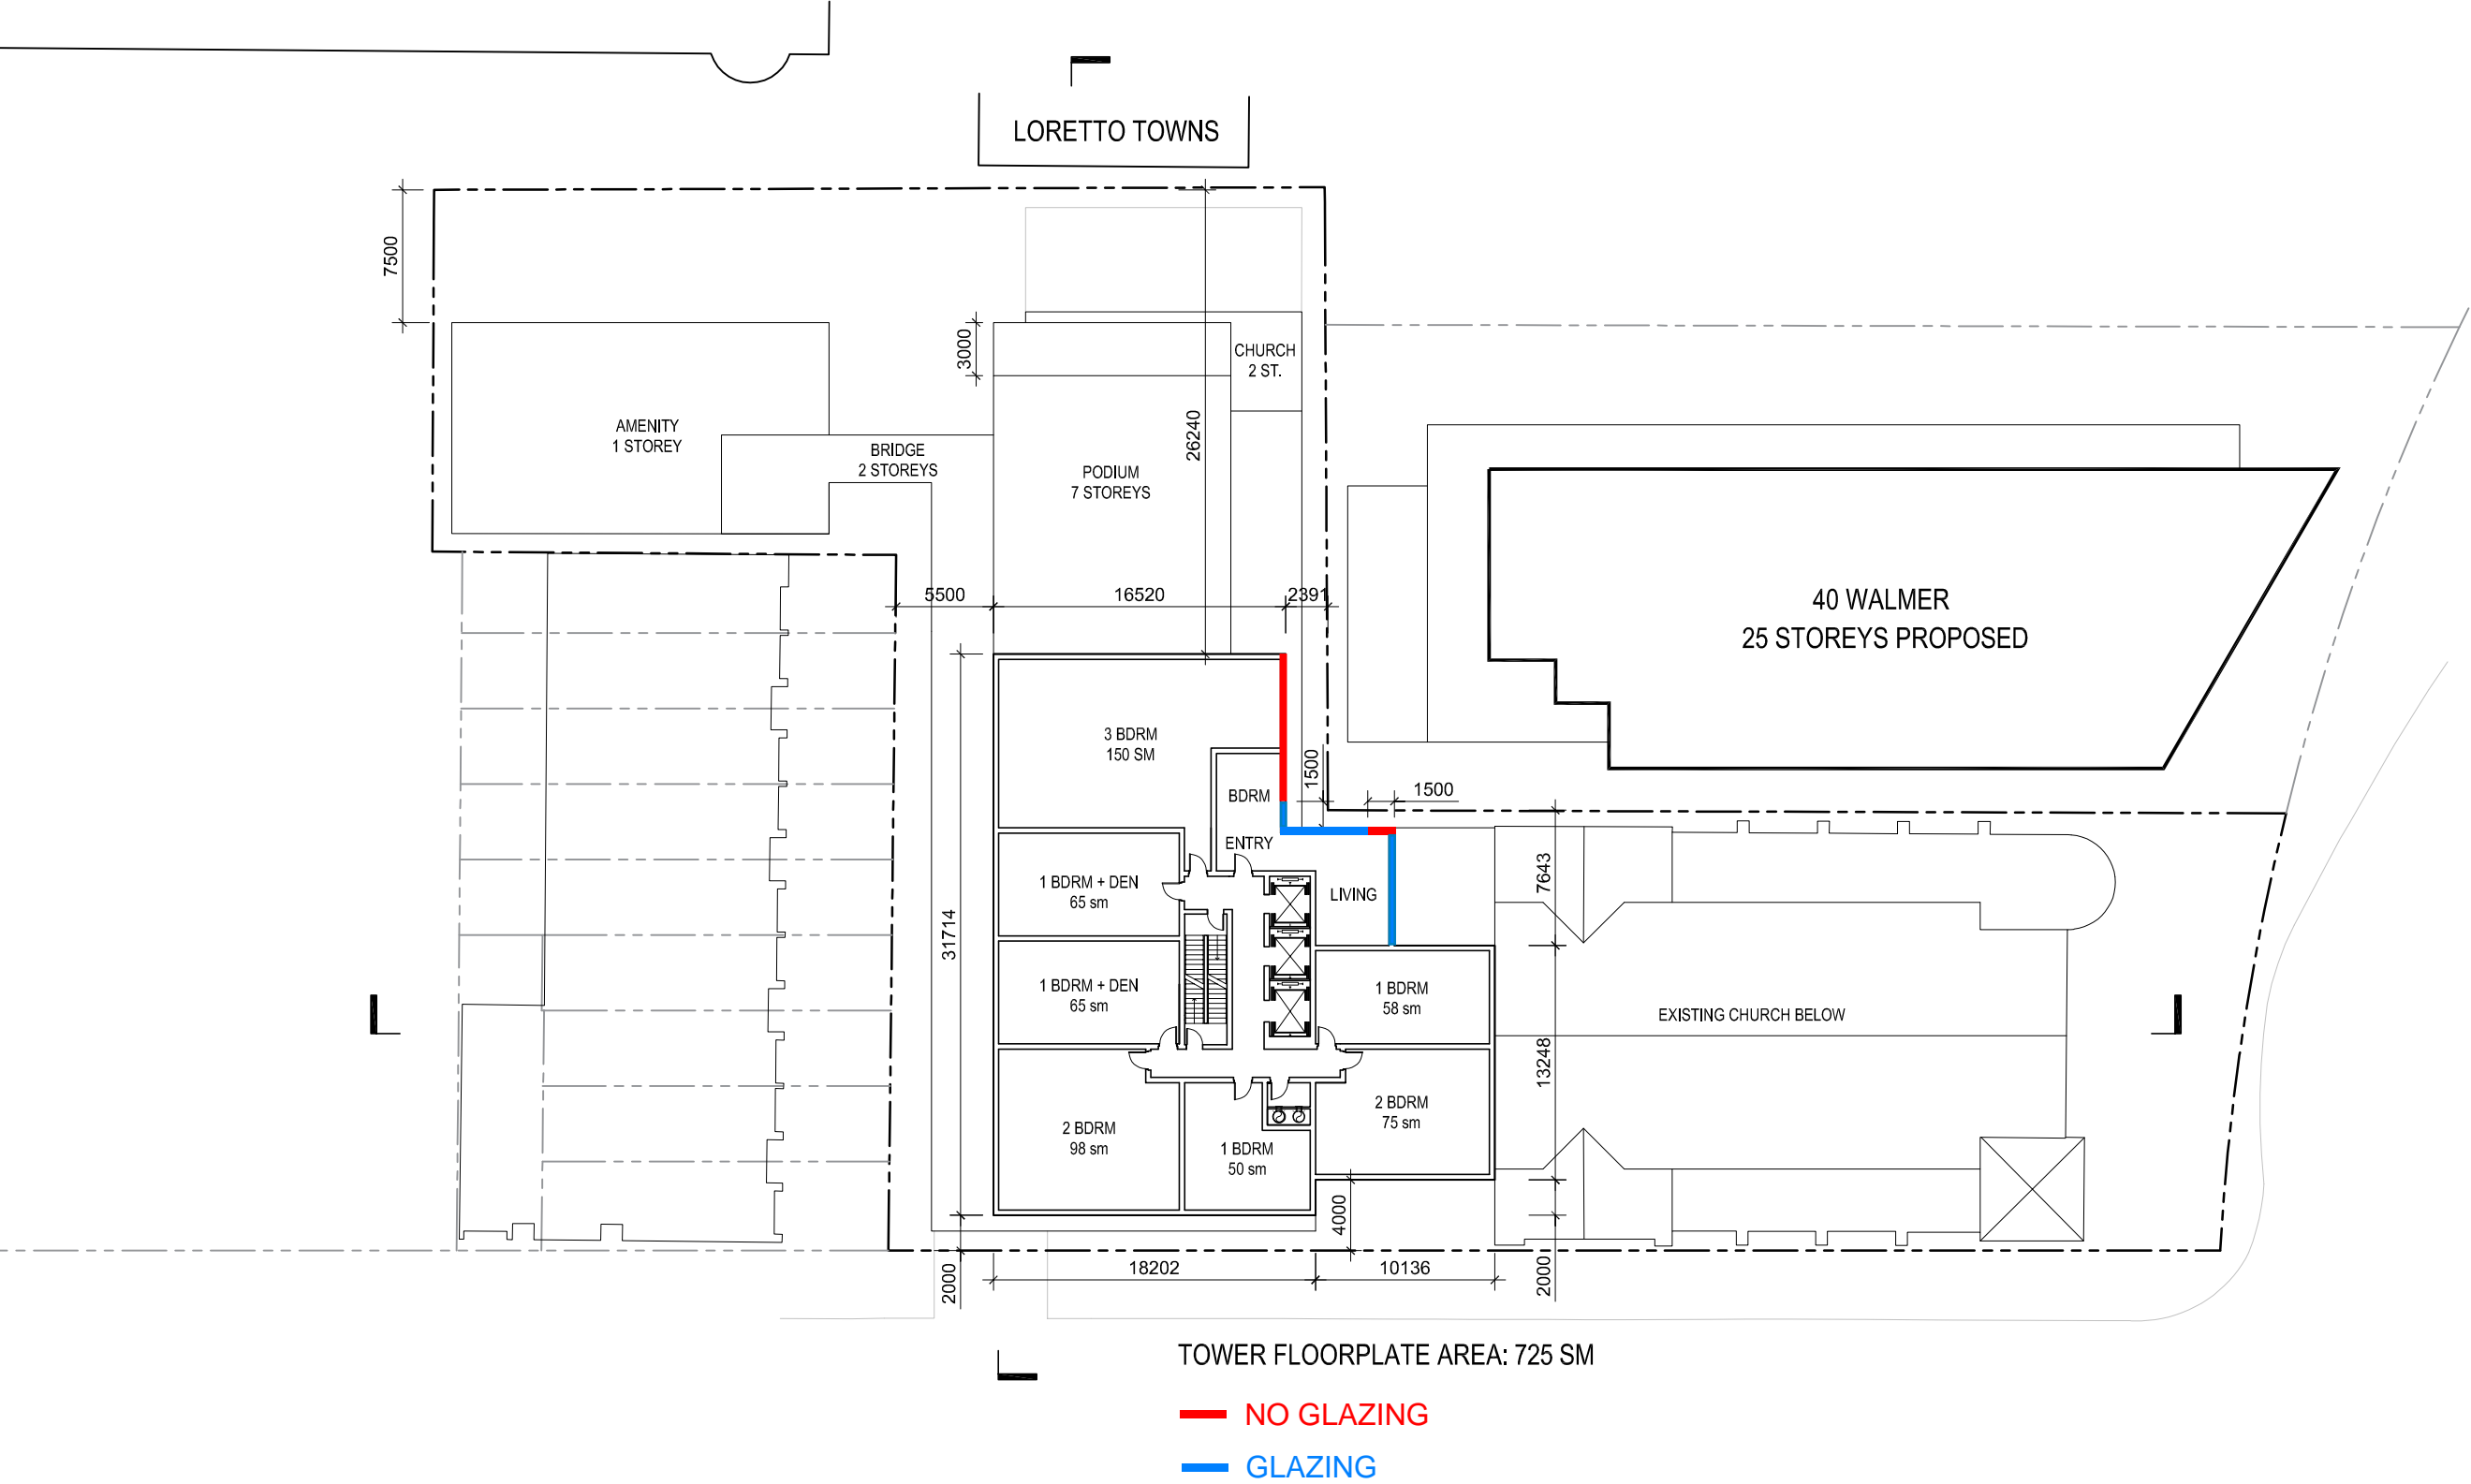 LORETTO TOWNS
7500
3000
CHURCH
2 ST.
26240
AMENITY
1 STOREY
BRIDGE
2 STOREYS
PODIUM
7 STOREYS
5500
16520
2391
40 WALMER
25 STOREYS PROPOSED
3 BDRM
150 SM
1500
1500
BDRM
ENTRY
7643
1 BDRM + DEN
65 sm
LIVING
31714
1 BDRM + DEN
65 sm
1 BDRM
58 sm
EXISTING CHURCH BELOW
13248
2 BDRM
98 sm
1 BDRM
50 sm
2 BDRM
75 sm
4000
2000
18202
10136
2000
TOWER FLOORPLATE AREA: 725 SM
NO GLAZING
GLAZING